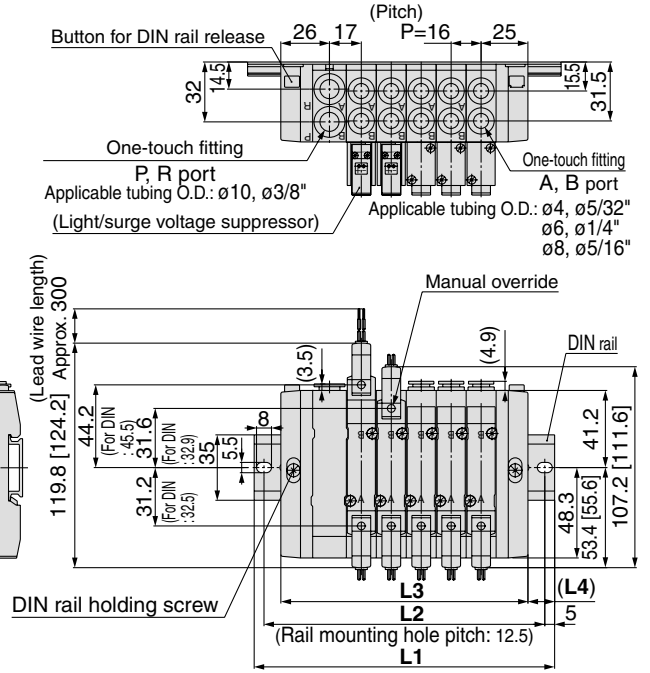 (Pitch)
26 17 P=16 25
Button for DIN rail release
32
14.5
15.5
31.5
R
P
A A A A A
B B B B B
One-touch fitting
P, R port
Applicable tubing O.D.: ø10, ø3/8"
(Light/surge voltage suppressor)
One-touch fitting
A, B port
Applicable tubing O.D.: ø4, ø5/32"
ø6, ø1/4"
ø8, ø5/16"
Manual override
(Lead wire length)
Approx. 300
119.8 [124.2]
(3.5)
(4.9)
DIN rail
44.2
(For DIN
: 45.5)
31.6
(For DIN
: 32.9)
8
35
5.5
31.2
(For DIN
: 32.5)
B B B B B
A A A A A
41.2
107.2 [111.6]
48.3
53.4 [55.6]
DIN rail holding screw
L3
(L4)
L2
5
(Rail mounting hole pitch: 12.5)
L1